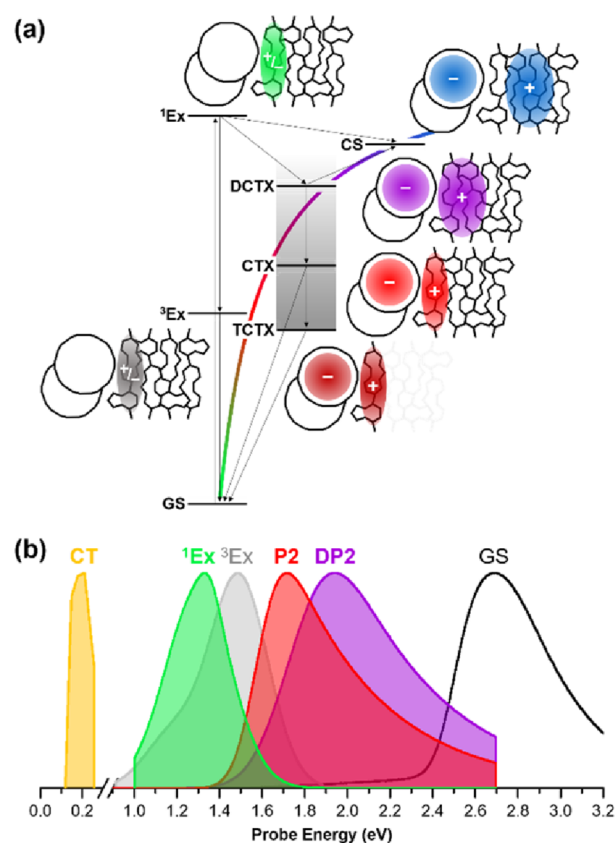 (a)
+/-
¹Ex
CS
−
+
DCTX
−
+
CTX
−
+
³Ex
TCTX
+/-
−
+
GS
(b)
CT
¹Ex
³Ex
P2
DP2
GS
0.0 0.2 1.0 1.2 1.4 1.6 1.8 2.0 2.2 2.4 2.6 2.8 3.0 3.2
Probe Energy (eV)